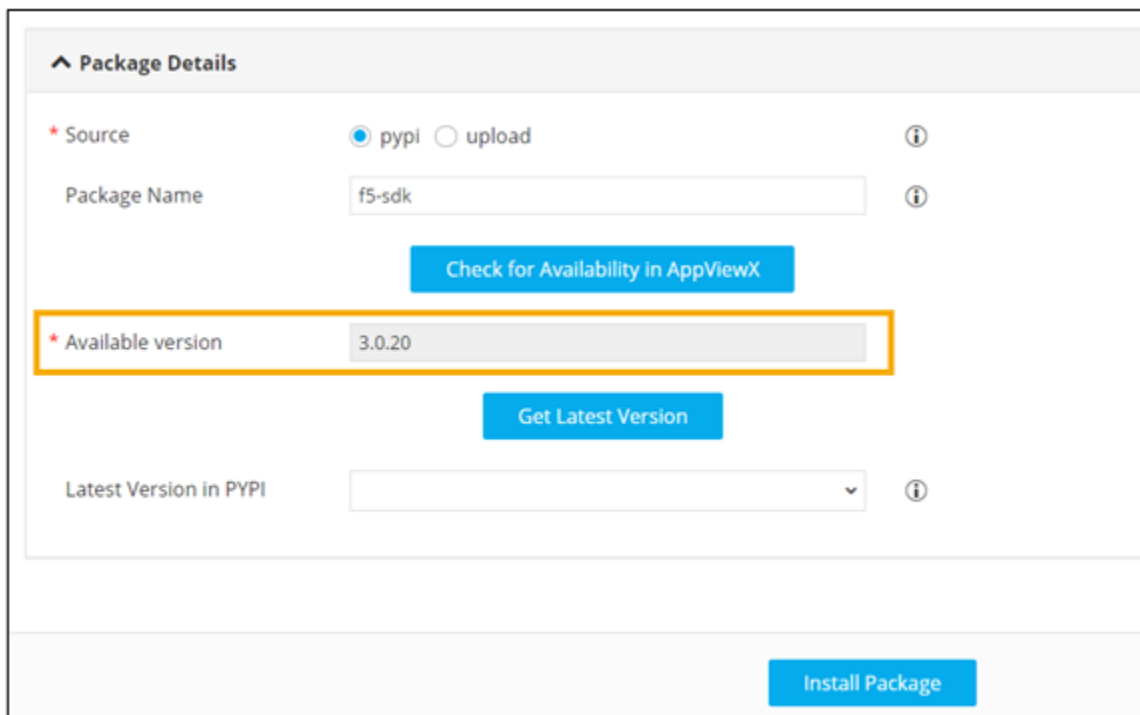 Package Details
* Source pypi upload
Package Name f5-sdk
Check for Availability in AppViewX
* Available version 3.0.20
Get Latest Version
Latest Version in PYPI
Install Package